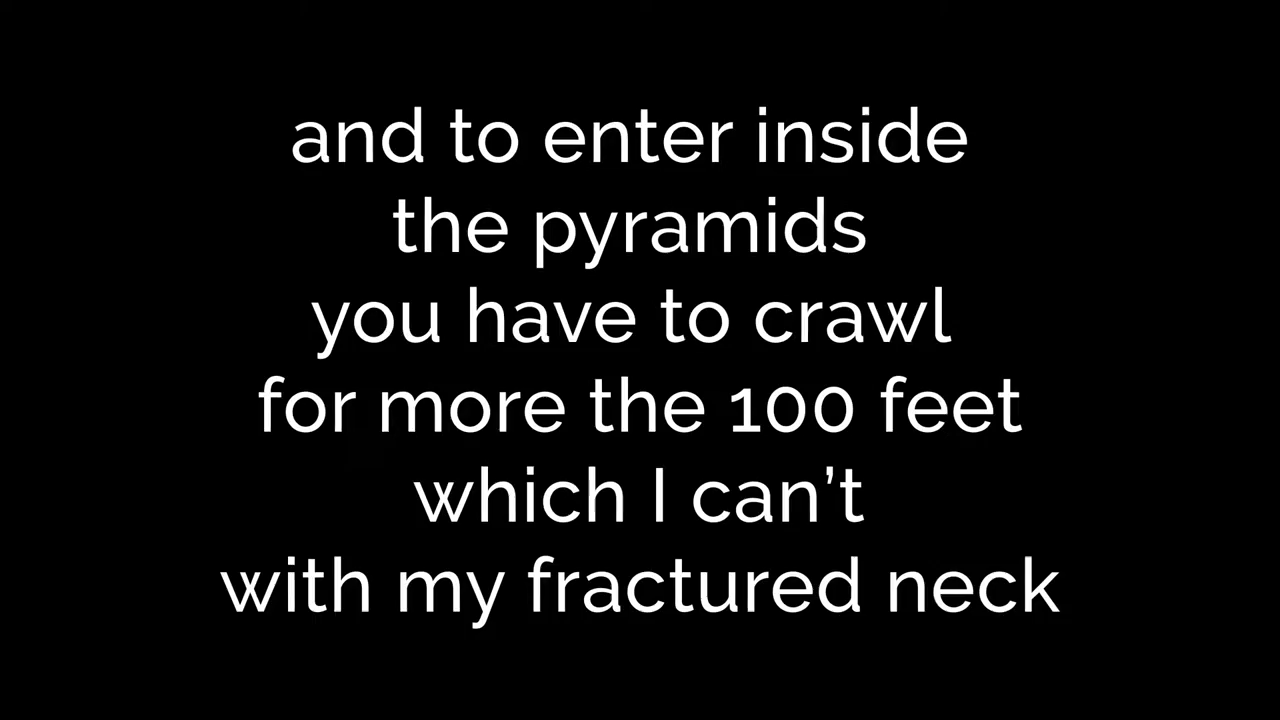 and to enter inside
the pyramids
you have to crawl
for more the 100 feet
which I can’t
with my fractured neck